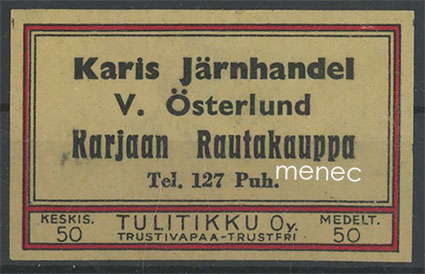 Karis Järnhandel
V. Österlund
Karjaan Rautakauppa
menec
Tel. 127 Puh.
KESKIS. 50
TULITIKKU Oy.
TRUSTIVAPAA-TRUSTFRI
MEDELT. 50